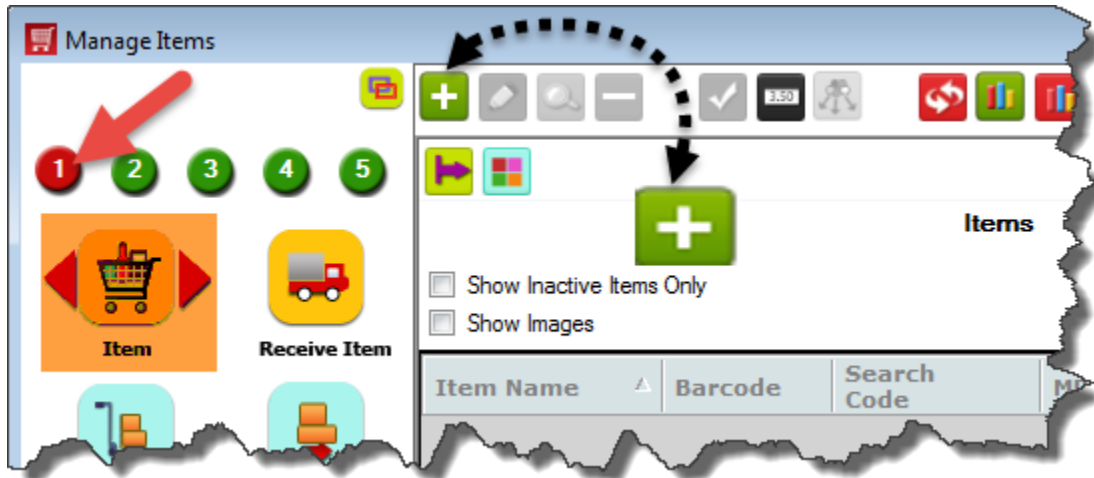 Manage Items
3.50
1 2 3 4 5
Items
Show Inactive Items Only
Show Images
Item
Receive Item
Item Name
Barcode
Search
Code